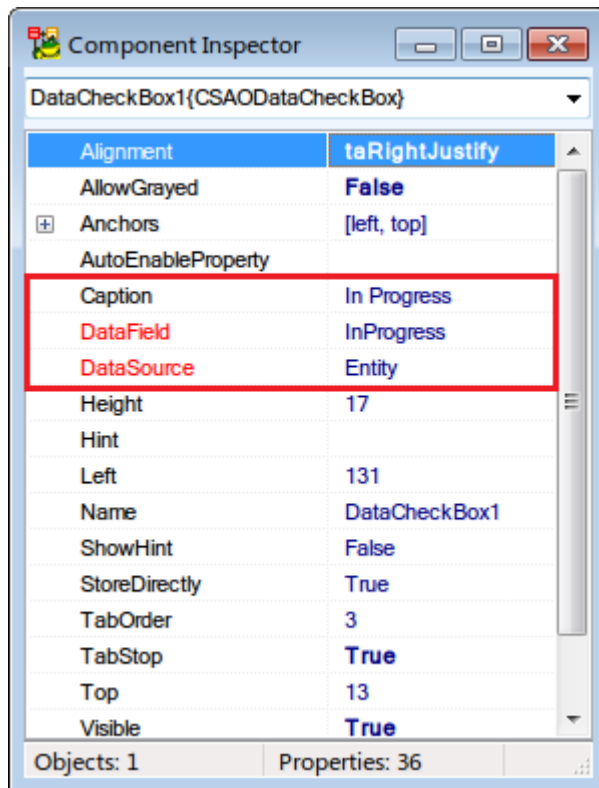 Component Inspector
DataCheckBox1{CSAODataCheckBox}
Alignment taRightJustify
AllowGrayed False
Anchors [left, top]
AutoEnableProperty
Caption In Progress
DataField InProgress
DataSource Entity
Height 17
Hint
Left 131
Name DataCheckBox1
ShowHint False
StoreDirectly True
TabOrder 3
TabStop True
Top 13
Visible True
Objects: 1 Properties: 36